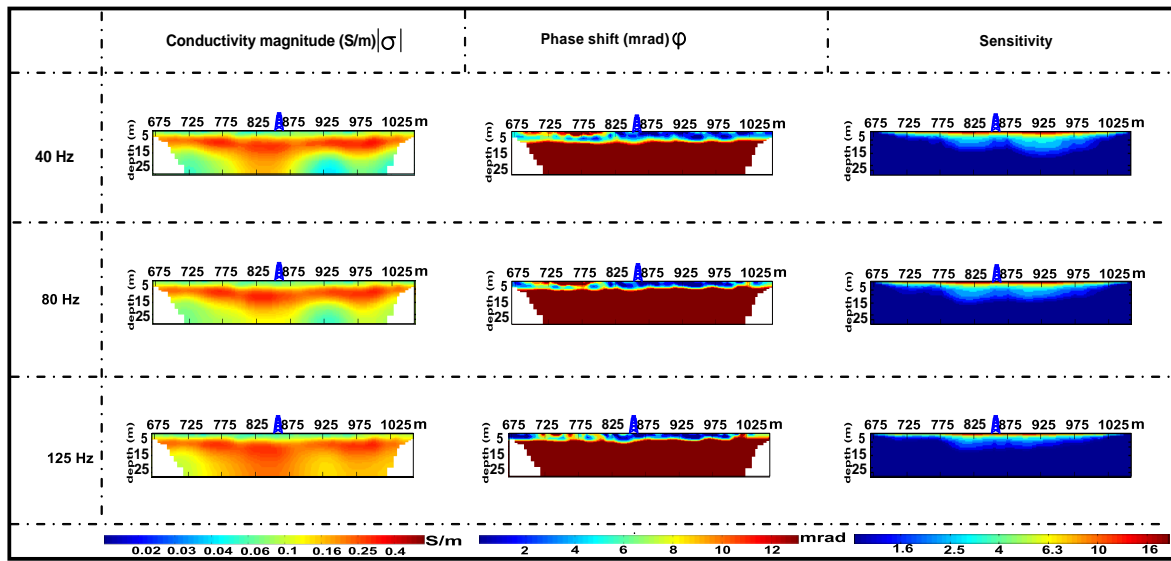 Conductivity magnitude (S/m)|σ|
Phase shift (mrad) φ
Sensitivity
40 Hz
675 725 775 825 875 925 975 1025 m
5
15
25
depth (m)
675 725 775 825 875 925 975 1025 m
5
15
25
depth (m)
675 725 775 825 875 925 975 1025 m
5
15
25
depth (m)
80 Hz
675 725 775 825 875 925 975 1025 m
5
15
25
depth (m)
675 725 775 825 875 925 975 1025 m
5
15
25
depth (m)
675 725 775 825 875 925 975 1025 m
5
15
25
depth (m)
125 Hz
675 725 775 825 875 925 975 1025 m
5
15
25
depth (m)
675 725 775 825 875 925 975 1025 m
5
15
25
depth (m)
675 725 775 825 875 925 975 1025 m
5
15
25
depth (m)
0.02 0.03 0.04 0.06 0.1 0.16 0.25 0.4 S/m
2 4 6 8 10 12 mrad
1.6 2.5 4 6.3 10 16